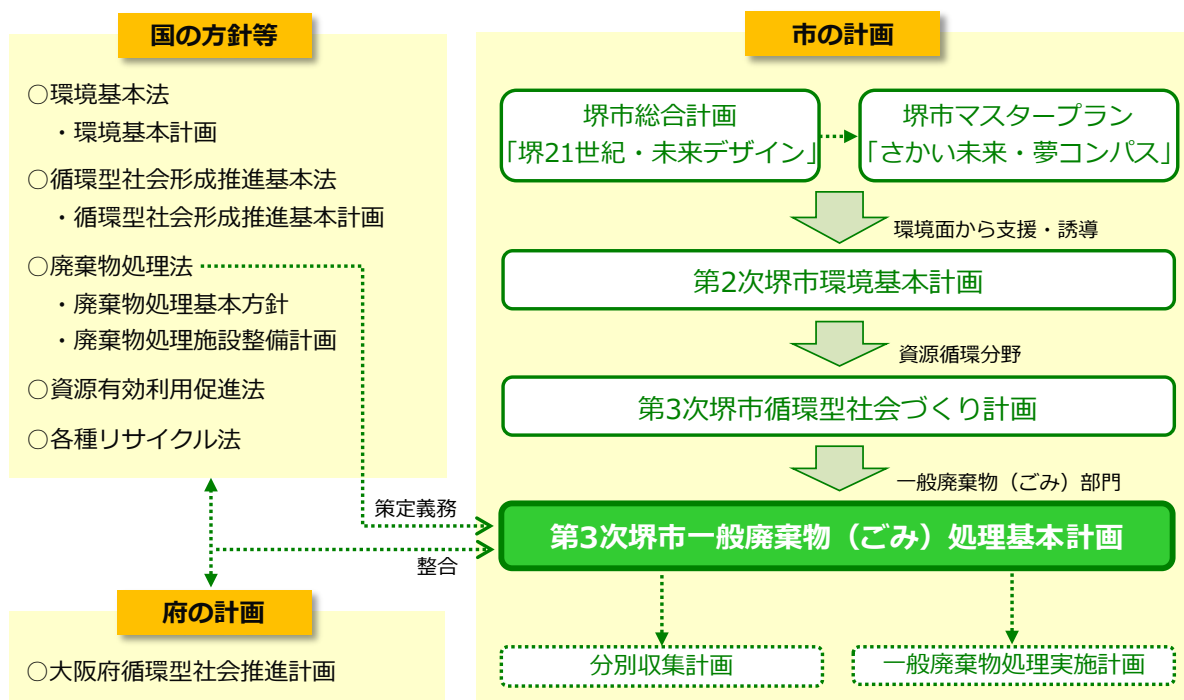 国の方針等
○環境基本法
・環境基本計画
○循環型社会形成推進基本法
・循環型社会形成推進基本計画
○廃棄物処理法
・廃棄物処理基本方針
・廃棄物処理施設整備計画
○資源有効利用促進法
○各種リサイクル法
策定義務
整合
府の計画
○大阪府循環型社会推進計画
市の計画
堺市総合計画
「堺21世紀・未来デザイン」
堺市マスタープラン
「さかい未来・夢コンパス」
環境面から支援・誘導
第2次堺市環境基本計画
資源循環分野
第3次堺市循環型社会づくり計画
一般廃棄物（ごみ）部門
第3次堺市一般廃棄物（ごみ）処理基本計画
分別収集計画
一般廃棄物処理実施計画